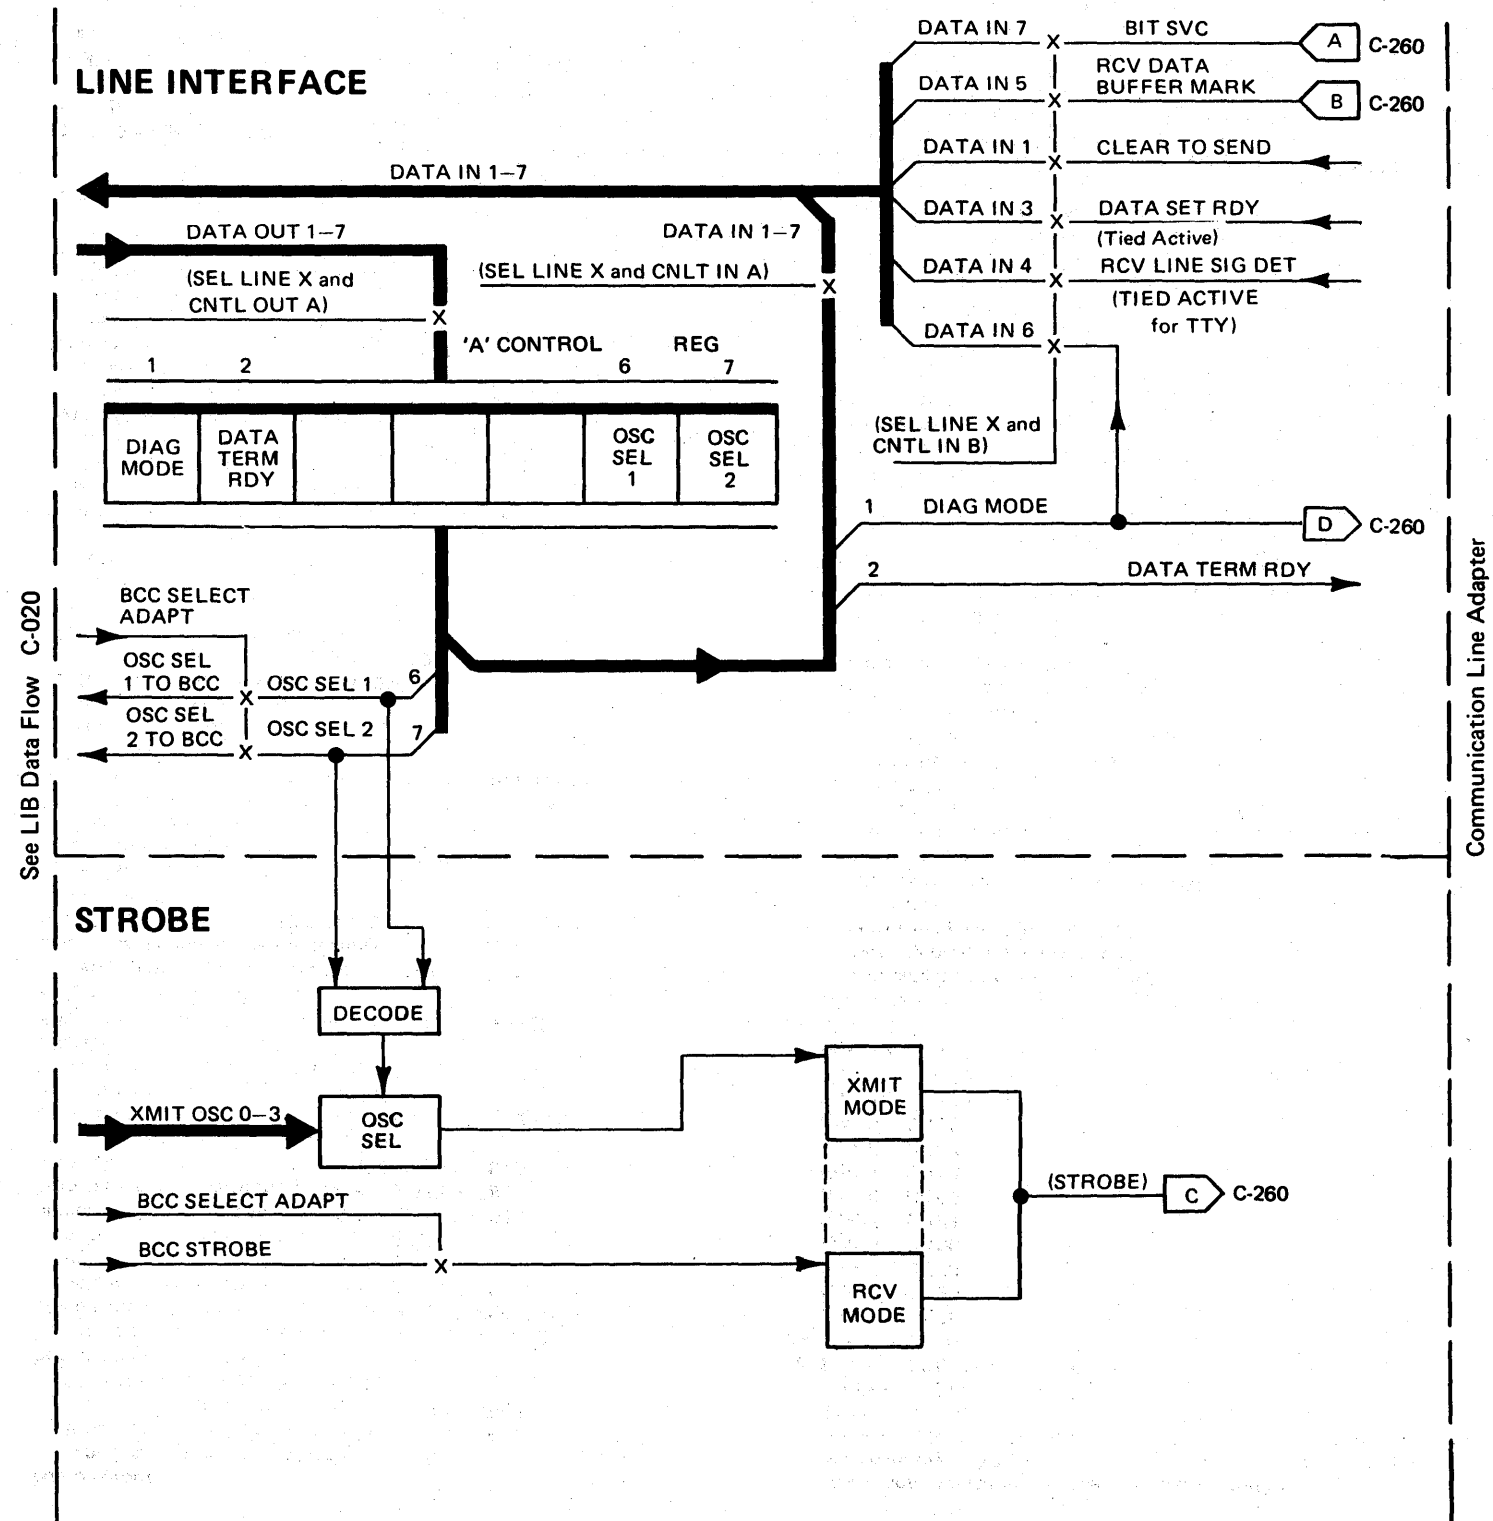 LINE INTERFACE
DATA IN 7
BIT SVC
A
C-260
RCV DATA
DATA IN 5
BUFFER MARK
B
C-260
DATA IN 1
CLEAR TO SEND
DATA IN 1–7
DATA IN 3
DATA SET RDY
(Tied Active)
DATA OUT 1–7
DATA IN 1–7
(SEL LINE X and
CNTL OUT A)
(SEL LINE X and CNLT IN A)
DATA IN 4
RCV LINE SIG DET
(TIED ACTIVE
for TTY)
DATA IN 6
X
X
X
X
X
X
X
X
'A' CONTROL REG
1 2 6 7
DIAG
MODE
DATA
TERM
RDY
OSC
SEL
1
OSC
SEL
2
(SEL LINE X and
CNTL IN B)
1
DIAG MODE
D
C-260
2
DATA TERM RDY
BCC SELECT
ADAPT
OSC SEL
1 TO BCC
X
OSC SEL 1
6
OSC SEL
2 TO BCC
X
OSC SEL 2
7
See LIB Data Flow C-020
Communication Line Adapter
STROBE
DECODE
XMIT OSC 0–3
OSC
SEL
XMIT
MODE
BCC SELECT ADAPT
(STROBE)
C
C-260
BCC STROBE
X
RCV
MODE